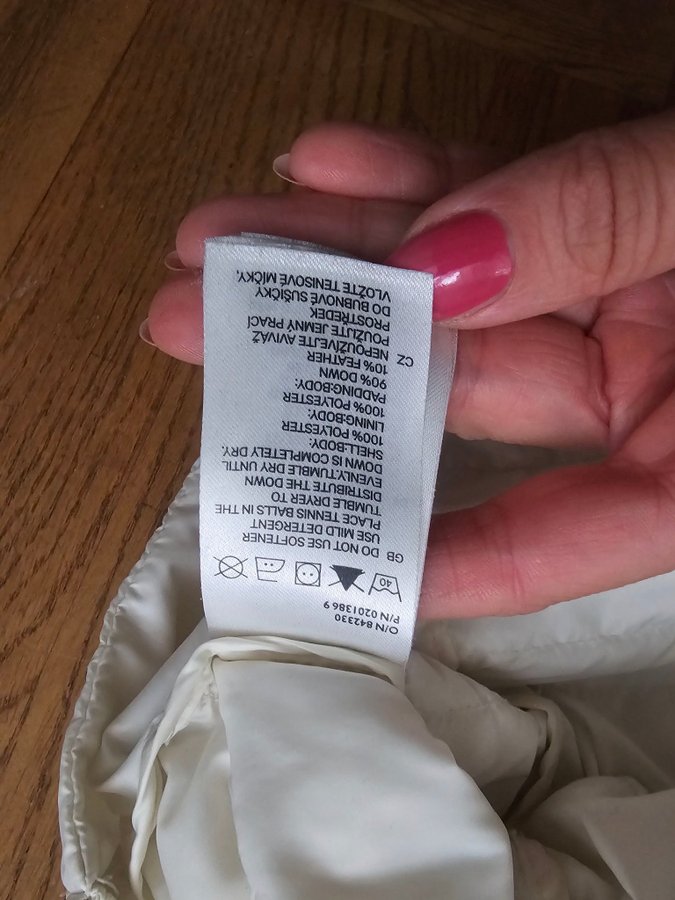 O/N 842330
P/N 0201386 9
40
GB DO NOT USE SOFTENER
USE MILD DETERGENT
PLACE TENNIS BALLS IN THE
TUMBLE DRYER TO
DISTRIBUTE THE DOWN
EVENLY.TUMBLE DRY UNTIL
DOWN IS COMPLETELY DRY.
SHELL:BODY:
100% POLYESTER
LINING:BODY:
100% POLYESTER
PADDING:BODY:
90% DOWN
10% FEATHER
CZ NEPOUŽÍVEJTE AVIVÁŽ
POUŽIJTE JEMNÝ PRACÍ
PROSTŘEDEK
DO BUBNOVÉ SUŠIČKY
VLOŽTE TENISOVÉ MÍČKY,